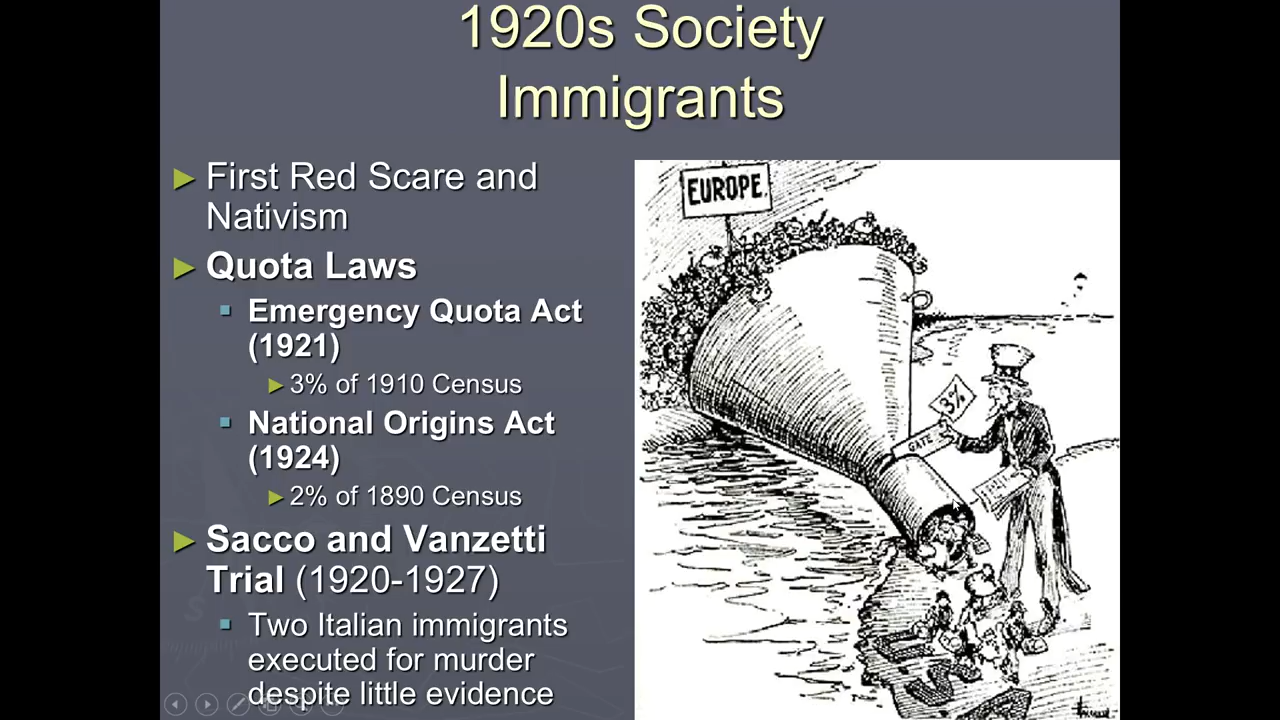 1920s Society
Immigrants
First Red Scare and
Nativism
Quota Laws
Emergency Quota Act
(1921)
3% of 1910 Census
National Origins Act
(1924)
2% of 1890 Census
Sacco and Vanzetti
Trial (1920-1927)
Two Italian immigrants
executed for murder
despite little evidence
EUROPE
3%
GATE